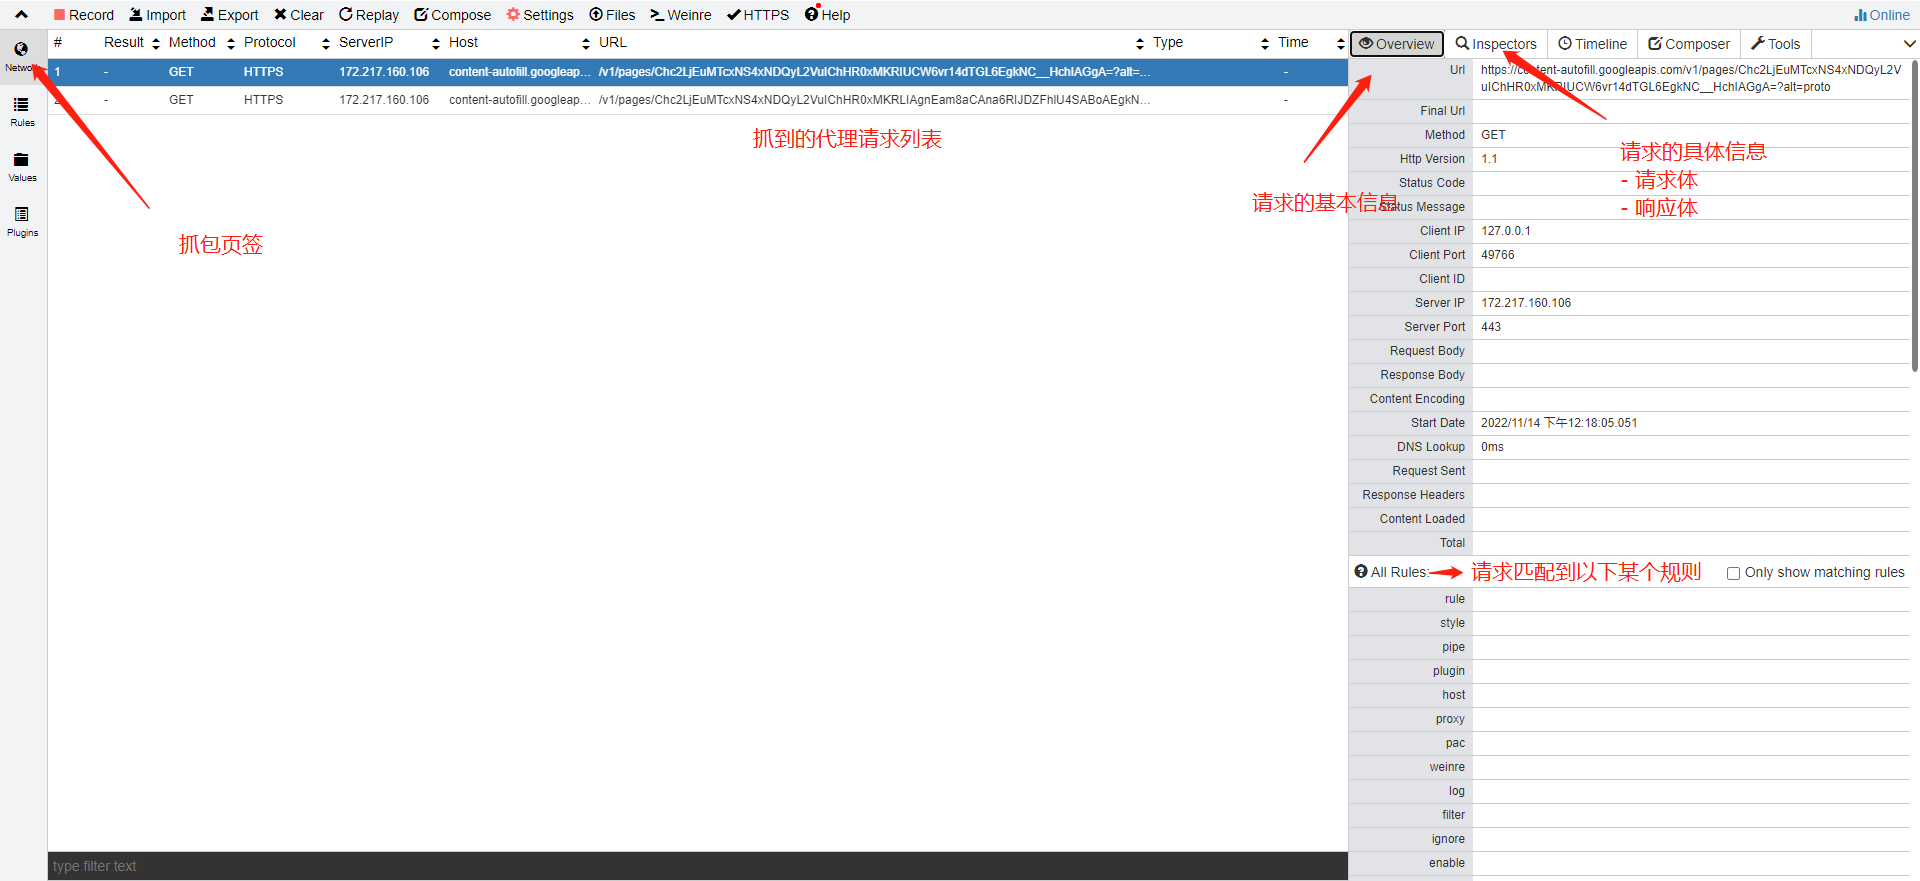 Record Import Export Clear Replay Compose Settings Files Weinre HTTPS Help Online
Network
Rules
Values
Plugins
# Result Method Protocol ServerIP Host URL Type Time
1 - GET HTTPS 172.217.160.106 content-autofill.googleap... /v1/pages/Chc2LjEuMTcxNS4xNDQyL2VuIChHR0xMKRIUCW6vr14dTGL6EgkNC__HchIAGgA=?alt=... -
2 - GET HTTPS 172.217.160.106 content-autofill.googleap... /v1/pages/Chc2LjEuMTcxNS4xNDQyL2VuIChHR0xMKRLIAgnEam8aCAna6RIJDZFhlU4SABoAEgkN... -
抓到的代理请求列表
抓包页签
type filter text
Overview Inspectors Timeline Composer Tools
Url https://content-autofill.googleapis.com/v1/pages/Chc2LjEuMTcxNS4xNDQyL2V
uIChHR0xMKRIUCW6vr14dTGL6EgkNC__HchIAGgA=?alt=proto
Final Url
Method GET
Http Version 1.1
Status Code
Status Message
Client IP 127.0.0.1
Client Port 49766
Client ID
Server IP 172.217.160.106
Server Port 443
Request Body
Response Body
Content Encoding
Start Date 2022/11/14 下午12:18:05.051
DNS Lookup 0ms
Request Sent
Response Headers
Content Loaded
Total
请求的基本信息
请求的具体信息
- 请求体
- 响应体
All Rules: 请求匹配到以下某个规则 Only show matching rules
rule
style
pipe
plugin
host
proxy
pac
weinre
log
filter
ignore
enable